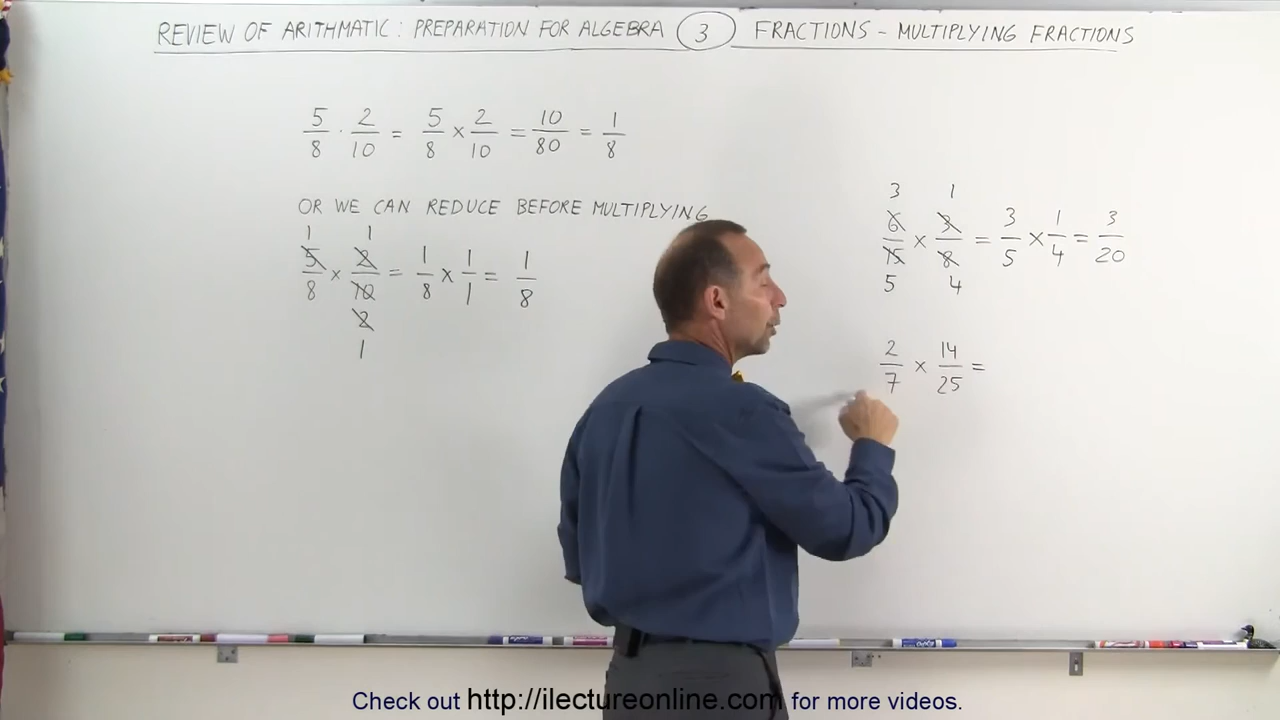 REVIEW OF ARITHMATIC : PREPARATION FOR ALGEBRA 3 FRACTIONS - MULTIPLYING FRACTIONS
5/8 · 2/10 = 5/8 × 2/10 = 10/80 = 1/8
OR WE CAN REDUCE BEFORE MULTIPLYING
1 1
5/8 × 2/10 = 1/8 × 1/1 = 1/8
2
1
3 1
6/15 × 3/8 = 3/5 × 1/4 = 3/20
5 4
2/7 × 14/25 =
Check out http://ilectureonline.com for more videos.